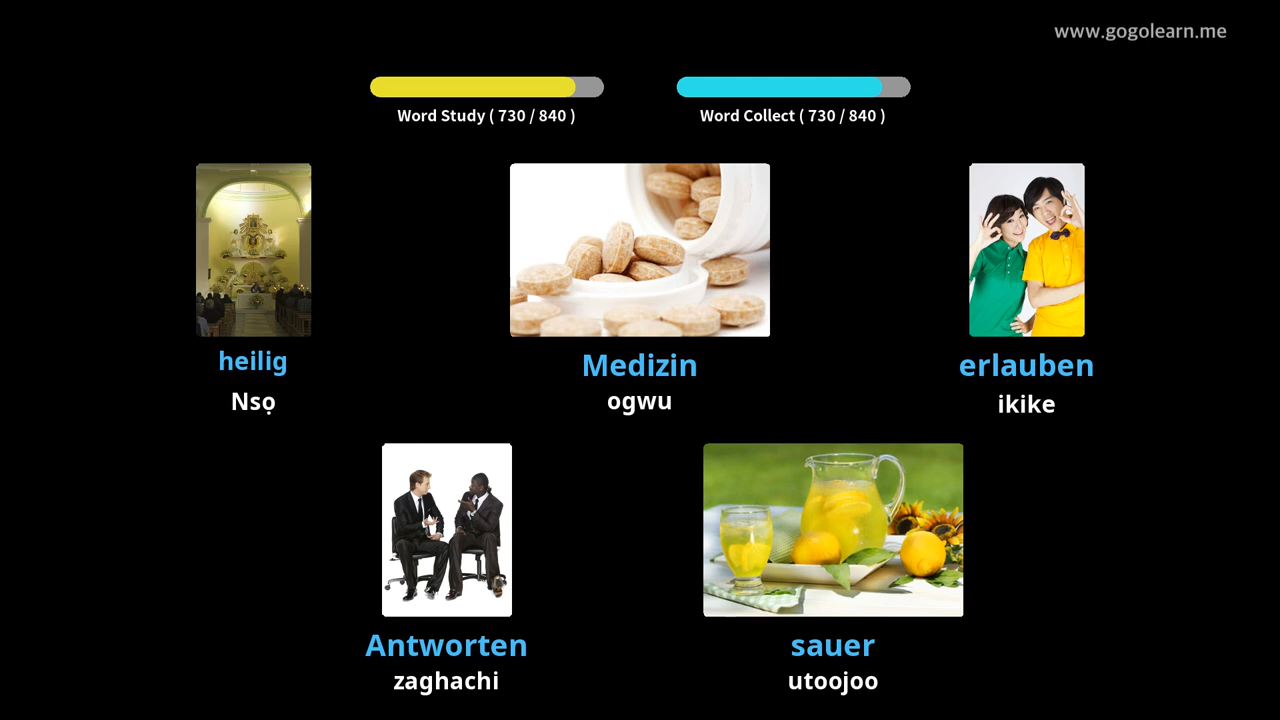 www.gogolearn.me
Word Study ( 730 / 840 )
Word Collect ( 730 / 840 )
heilig
Nsọ
Medizin
ogwu
erlauben
ikike
Antworten
zaghachi
sauer
utoojoo